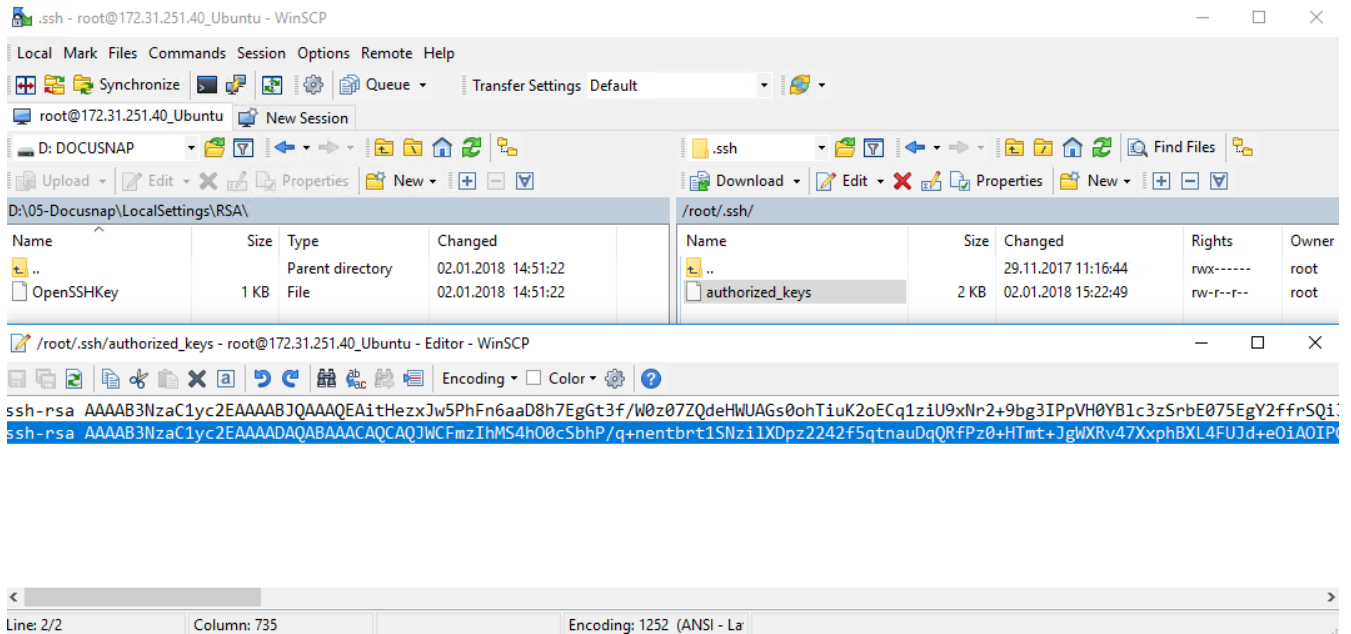 .ssh - root@172.31.251.40_Ubuntu - WinSCP
Local Mark Files Commands Session Options Remote Help
Synchronize Queue Transfer Settings Default
root@172.31.251.40_Ubuntu New Session
D: DOCUSNAP .ssh Find Files
Upload Edit Properties New Download Edit Properties New
D:\05-Docusnap\LocalSettings\RSA\ /root/.ssh/
Name Size Type Changed Name Size Changed Rights Owner
.. Parent directory 02.01.2018 14:51:22 .. 29.11.2017 11:16:44 rwx------ root
OpenSSHKey 1 KB File 02.01.2018 14:51:22 authorized_keys 2 KB 02.01.2018 15:22:49 rw-r--r-- root
/root/.ssh/authorized_keys - root@172.31.251.40_Ubuntu - Editor - WinSCP
Encoding Color
ssh-rsa AAAAB3NzaC1yc2EAAAABJQAAAQEAitHezxJw5PhFn6aaD8h7EgGt3f/W0z07ZQdeHWUAGs0ohTiuK2oECq1ziU9xNr2+9bg3IPpVH0YBlc3zSrbE075EgY2ffrSQi
ssh-rsa AAAAB3NzaC1yc2EAAAADAQABAAACAQCAQJWCFmzIhMS4hO0cSbhP/q+nentbrt1SNzilXDpz2242f5qtnauDqQRfPz0+HTmt+JgWXRv47XxphBXL4FUJd+eOiAOIP
Line: 2/2 Column: 735 Encoding: 1252 (ANSI - La